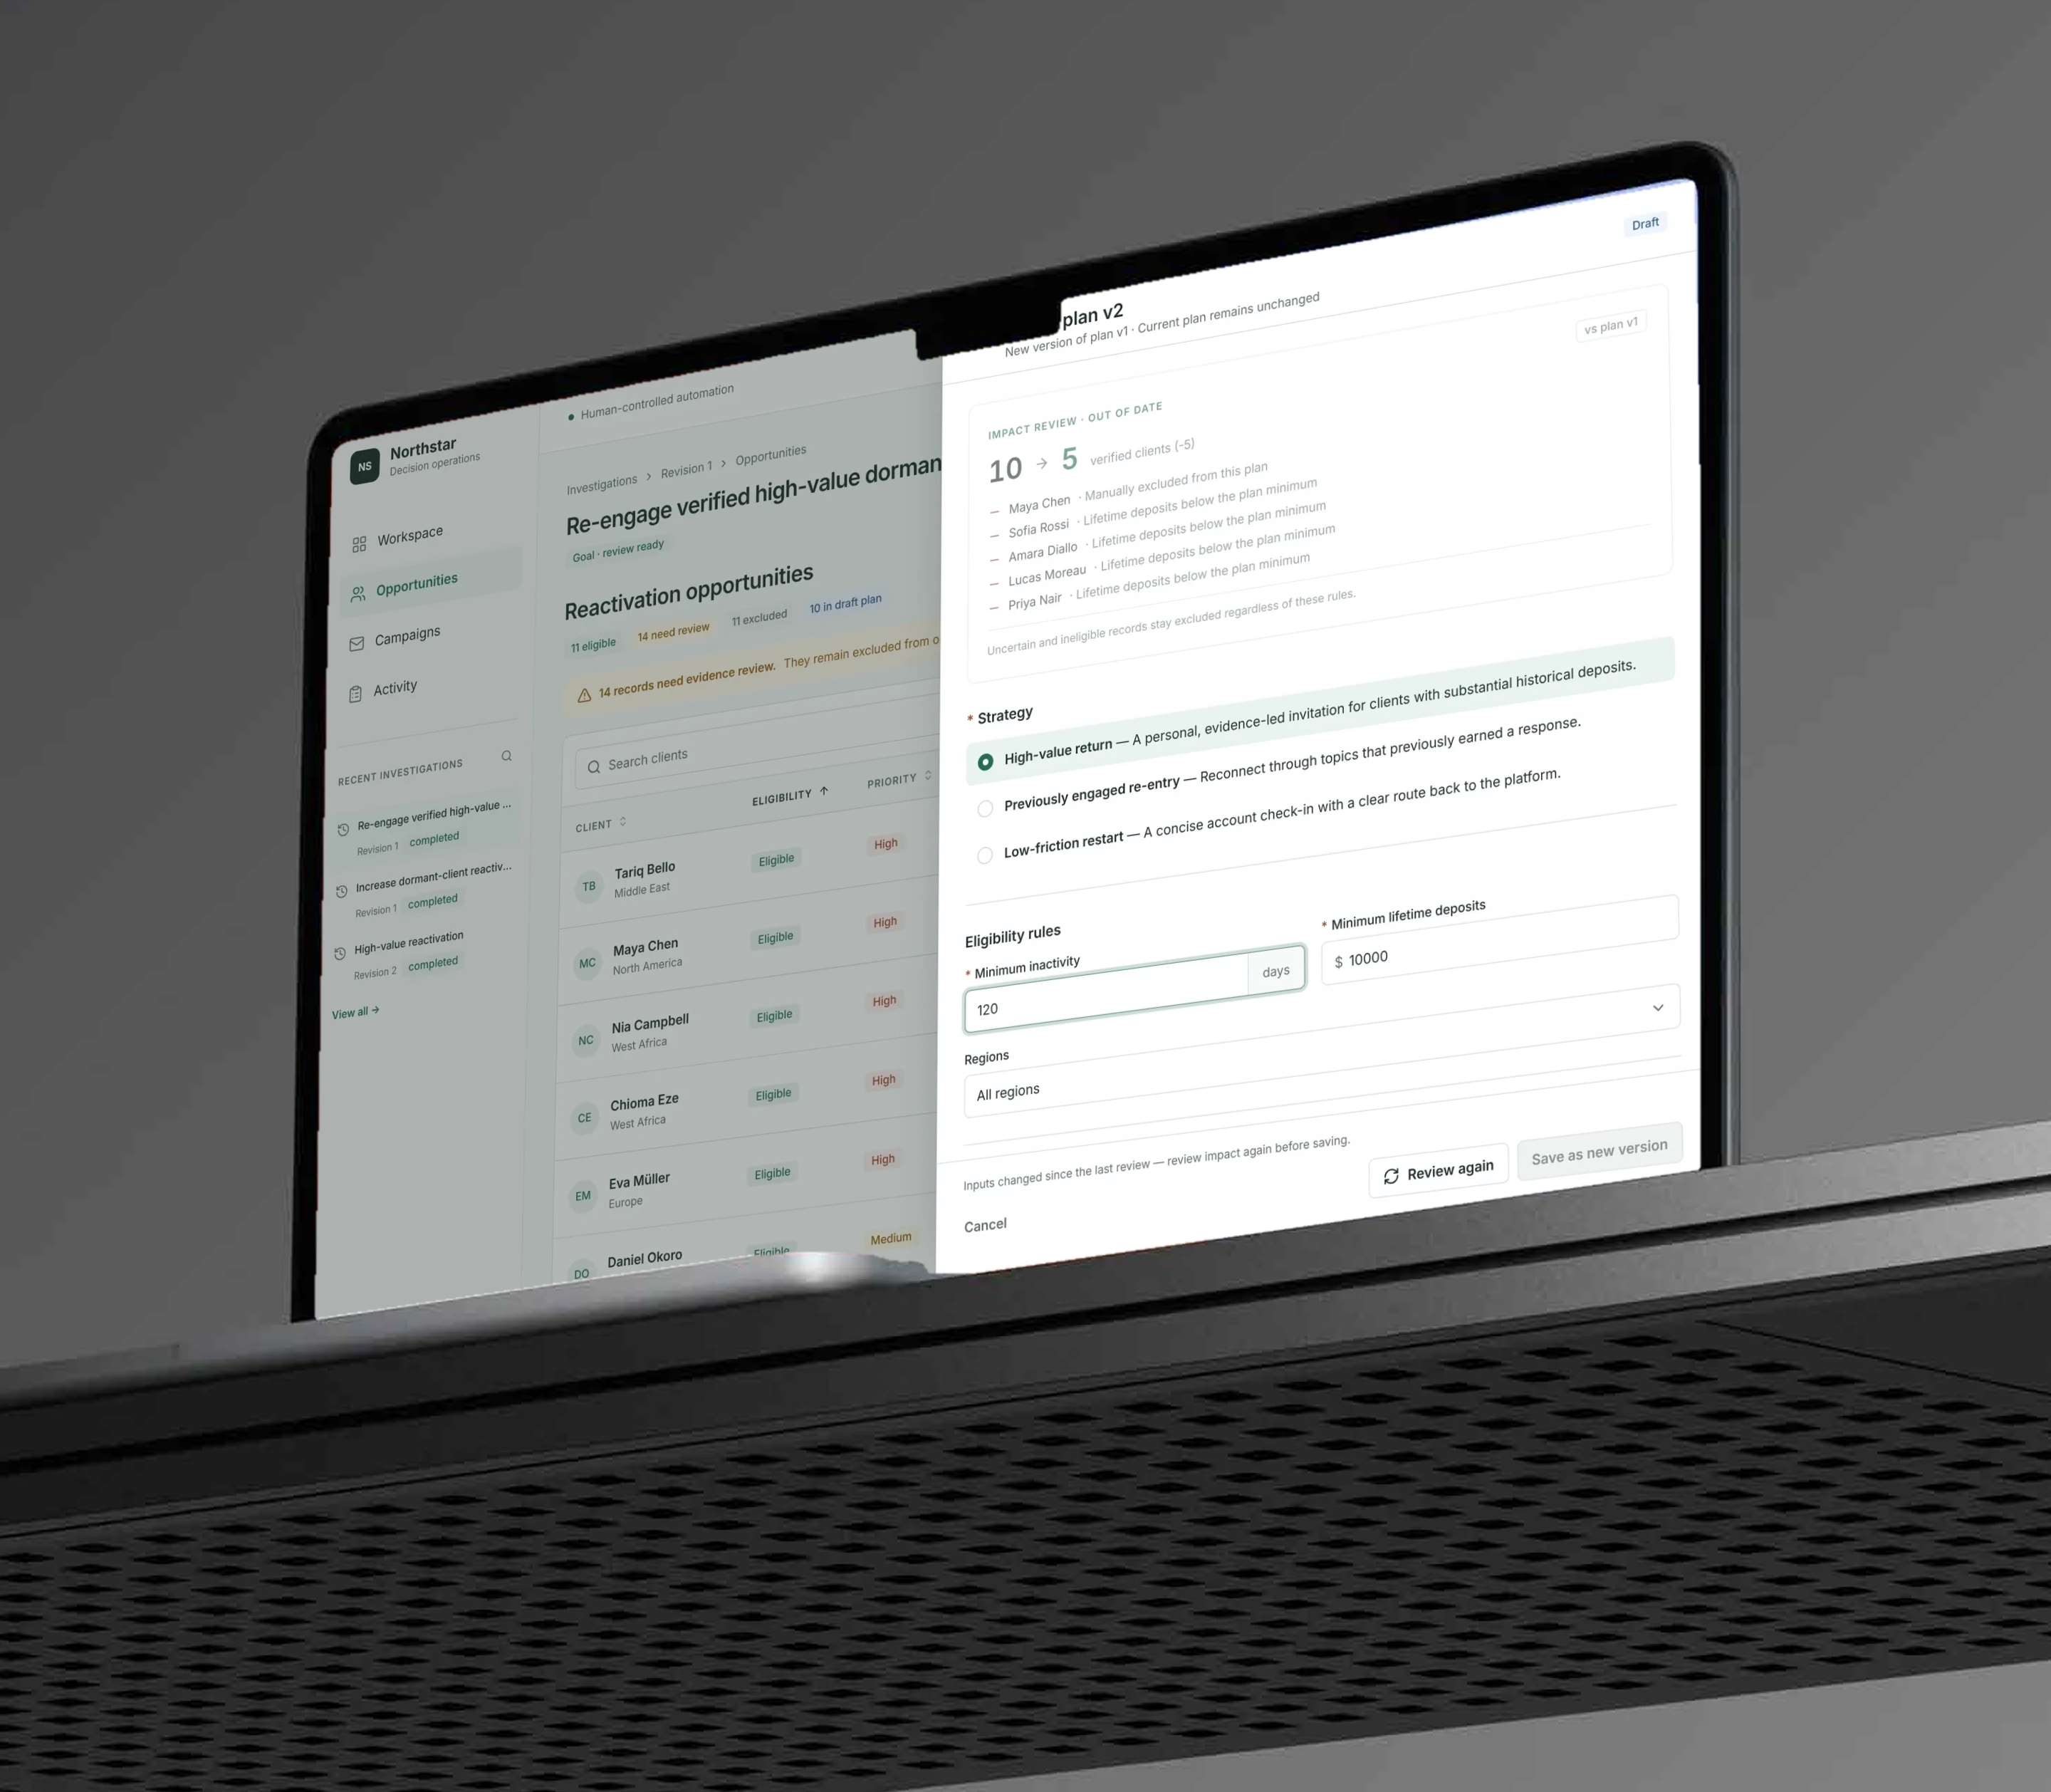 NS
Northstar
Decision operations
Workspace
Opportunities
Campaigns
Activity
RECENT INVESTIGATIONS
Re-engage verified high-value ...
Revision 1 completed
Increase dormant-client reactiv...
Revision 1 completed
High-value reactivation
Revision 2 completed
View all →
Human-controlled automation
Investigations > Revision 1 > Opportunities
Re-engage verified high-value dorman
Goal · review ready
Reactivation opportunities
11 eligible 14 need review 11 excluded 10 in draft plan
14 records need evidence review. They remain excluded from o
Search clients
CLIENT ELIGIBILITY ↑ PRIORITY
TB Tariq Bello Eligible High
Middle East
MC Maya Chen Eligible High
North America
NC Nia Campbell Eligible High
West Africa
CE Chioma Eze Eligible High
West Africa
EM Eva Müller Eligible High
Europe
DO Daniel Okoro Eligible Medium
plan v2
New version of plan v1 · Current plan remains unchanged
Draft
IMPACT REVIEW · OUT OF DATE
vs plan v1
10 → 5 verified clients (-5)
– Maya Chen · Manually excluded from this plan
– Sofia Rossi · Lifetime deposits below the plan minimum
– Amara Diallo · Lifetime deposits below the plan minimum
– Lucas Moreau · Lifetime deposits below the plan minimum
– Priya Nair · Lifetime deposits below the plan minimum
Uncertain and ineligible records stay excluded regardless of these rules.
* Strategy
High-value return — A personal, evidence-led invitation for clients with substantial historical deposits.
Previously engaged re-entry — Reconnect through topics that previously earned a response.
Low-friction restart — A concise account check-in with a clear route back to the platform.
Eligibility rules
* Minimum inactivity
120 days
* Minimum lifetime deposits
$ 10000
Regions
All regions
Inputs changed since the last review — review impact again before saving.
Review again
Save as new version
Cancel